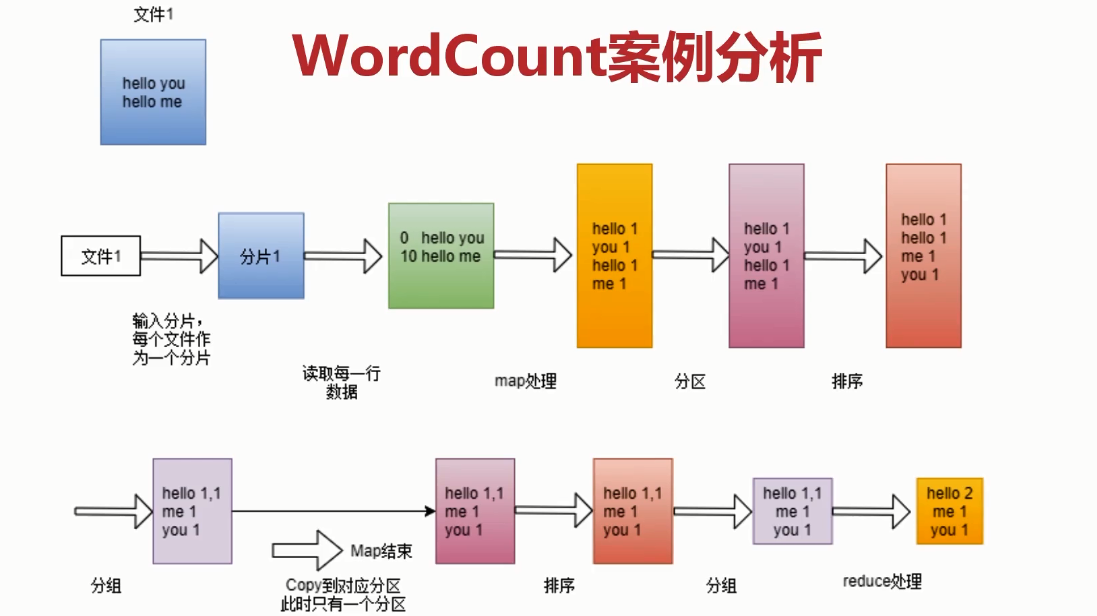 文件1
WordCount案例分析
hello you
hello me
文件1
分片1
0 hello you
10 hello me
hello 1
you 1
hello 1
me 1
hello 1
you 1
hello 1
me 1
hello 1
hello 1
me 1
you 1
输入分片，
每个文件作
为一个分片
读取每一行
数据
map处理
分区
排序
hello 1,1
me 1
you 1
hello 1,1
me 1
you 1
hello 1,1
me 1
you 1
hello 1,1
me 1
you 1
hello 2
me 1
you 1
Map结束
分组
Copy到对应分区
此时只有一个分区
排序
分组
reduce处理